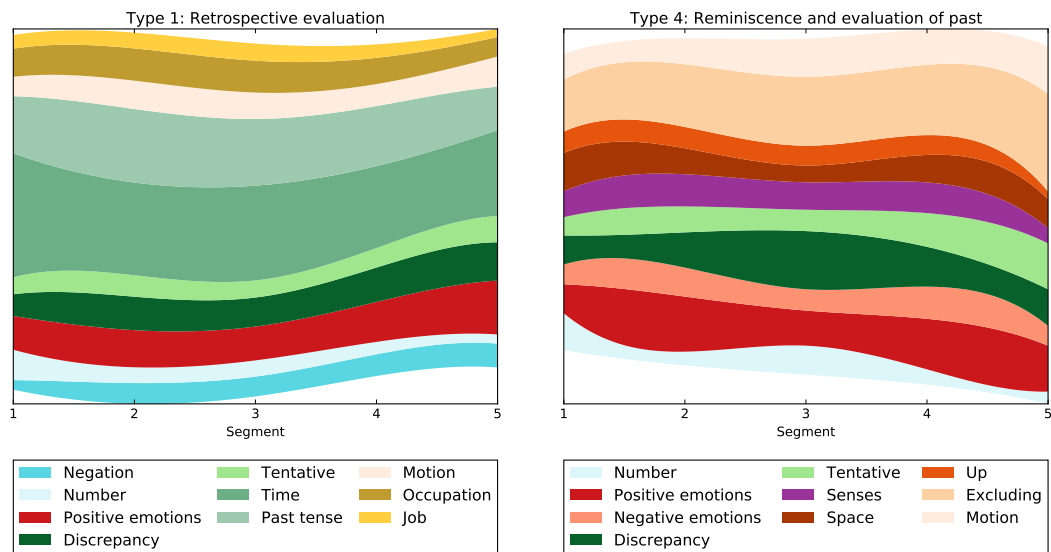 Type 1: Retrospective evaluation
1 2 3 4 5
Segment
Negation
Number
Positive emotions
Discrepancy
Tentative
Time
Past tense
Motion
Occupation
Job
Type 4: Reminiscence and evaluation of past
1 2 3 4 5
Segment
Number
Positive emotions
Negative emotions
Discrepancy
Tentative
Senses
Space
Up
Excluding
Motion